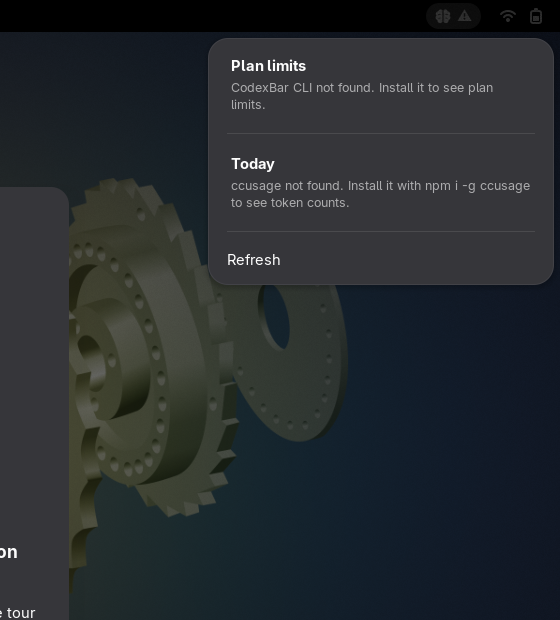 Plan limits
CodexBar CLI not found. Install it to see plan
limits.
Today
ccusage not found. Install it with npm i -g ccusage
to see token counts.
Refresh
on
e tour